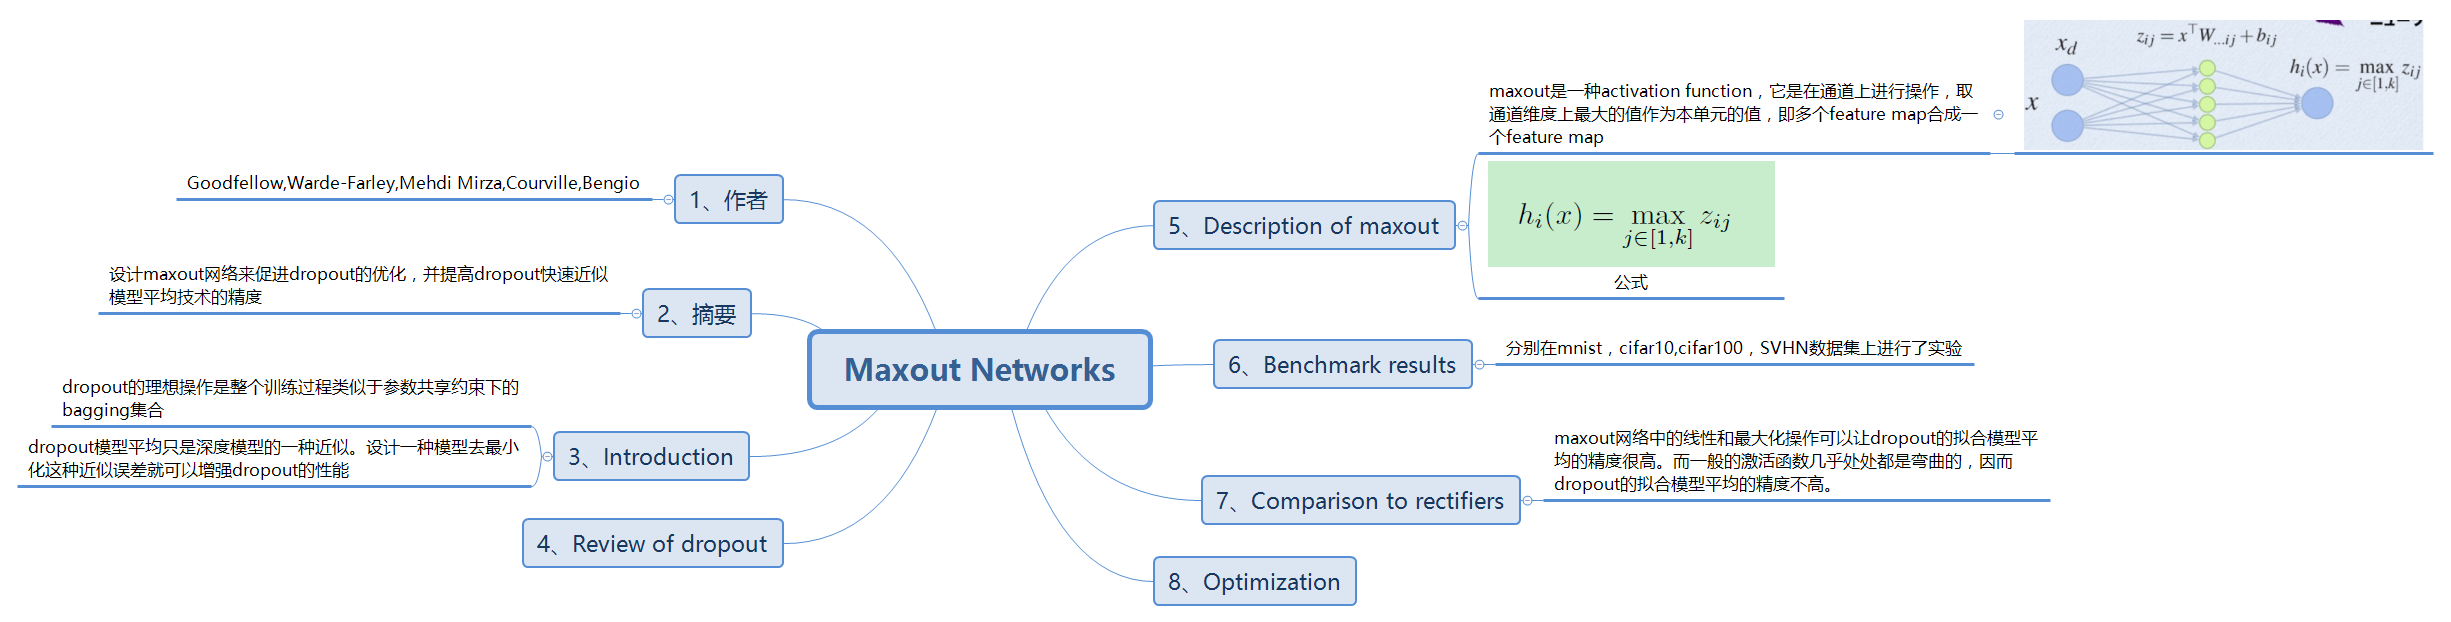 Maxout Networks
1、作者
Goodfellow,Warde-Farley,Mehdi Mirza,Courville,Bengio
2、摘要
设计maxout网络来促进dropout的优化，并提高dropout快速近似
模型平均技术的精度
3、Introduction
dropout的理想操作是整个训练过程类似于参数共享约束下的
bagging集合
dropout模型平均只是深度模型的一种近似。设计一种模型去最小
化这种近似误差就可以增强dropout的性能
4、Review of dropout
5、Description of maxout
maxout是一种activation function，它是在通道上进行操作，取
通道维度上最大的值作为本单元的值，即多个feature map合成一
个feature map
x_d
x
z_{ij} = x^⊤W_{...ij} + b_{ij}
h_i(x) = max_{j∈[1,k]} z_{ij}
h_i(x) = max_{j∈[1,k]} z_{ij}
公式
6、Benchmark results
分别在mnist，cifar10,cifar100，SVHN数据集上进行了实验
7、Comparison to rectifiers
maxout网络中的线性和最大化操作可以让dropout的拟合模型平
均的精度很高。而一般的激活函数几乎处处都是弯曲的，因而
dropout的拟合模型平均的精度不高。
8、Optimization